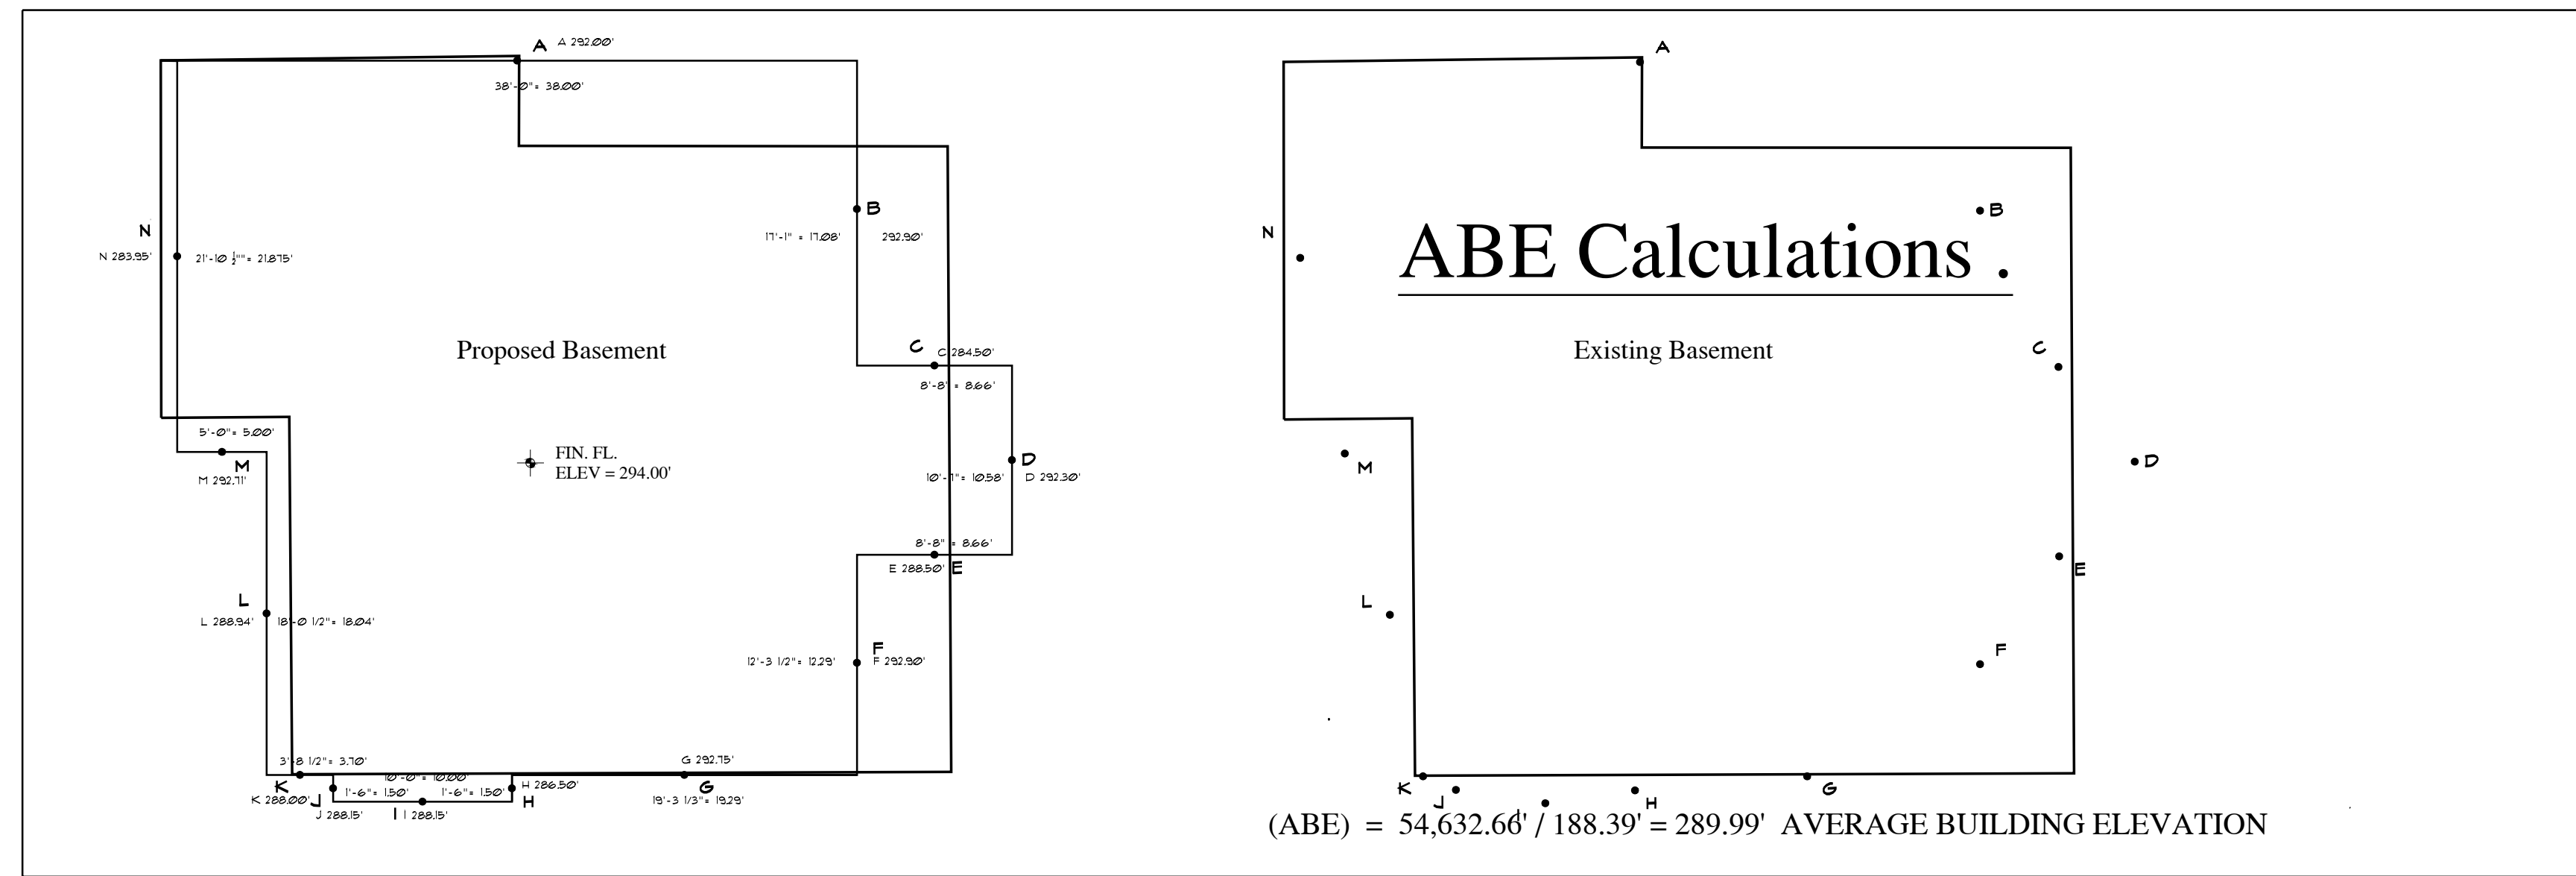 A A 292.00'
38'-0"= 38.00'
B
17'-1" = 17.08' 292.90'
N
N 283.95' 21'-10 1/2""= 21.875'
Proposed Basement
C C 284.50'
8'-8" = 8.66'
5'-0"= 5.00'
M
M 292.71'
FIN. FL.
ELEV = 294.00'
D
10'-7"= 10.58' D 292.30'
8'-8" = 8.66'
E 288.50' E
L
L 288.94' 18'-0 1/2"= 18.04'
F
12'-3 1/2"= 12.29' F 292.90'
3'-8 1/2"= 3.70'
G 292.75'
10'-0"= 10.00'
K
K 288.00' J 1'-6"= 1.50' 1'-6"= 1.50' H 286.50' G
H 19'-3 1/3"= 19.29'
J 288.15' I I 288.15'
A
B
N
ABE Calculations .
Existing Basement
C
M
D
E
L
F
K
J
I
H
G
(ABE) = 54,632.66' / 188.39' = 289.99' AVERAGE BUILDING ELEVATION